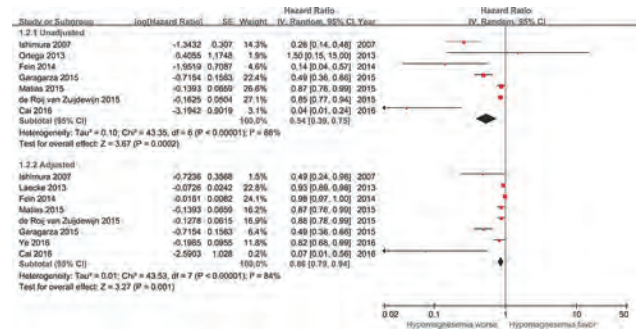 Hazard Ratio Hazard Ratio
Study or Subgroup log[Hazard Ratio] SE Weight IV, Random, 95% CI Year IV, Random, 95% CI
1.2.1 Unadjusted
Ishimura 2007 -1.3432 0.307 14.3% 0.26 [0.14, 0.48] 2007
Ortega 2013 0.4055 1.1748 1.50 [0.15, 15.00] 2013
Fein 2014 -1.9519 0.7087 4.6% 0.14 [0.04, 0.57] 2014
Garagarza 2015 -0.7154 0.1563 22.4% 0.49 [0.36, 0.66] 2015
Matias 2015 -0.1393 0.0659 26.6% 0.87 [0.76, 0.99] 2015
de Roij van Zuijdewijn 2015 -0.1625 0.0504 27.1% 0.85 [0.77, 0.94] 2015
Cai 2016 -3.1942 0.9019 3.1% 0.04 [0.01, 0.24] 2016
Subtotal (95% CI) 100.0% 0.54 [0.39, 0.75]
Heterogeneity: Tau² = 0.10; Chi² = 43.35, df = 6 (P < 0.00001); I² = 86%
Test for overall effect: Z = 3.67 (P = 0.0002)
1.2.2 Adjusted
Ishimura 2007 -0.7236 0.3568 1.5% 0.49 [0.24, 0.98] 2007
Laecke 2013 -0.0726 0.0242 22.8% 0.93 [0.89, 0.98] 2013
Fein 2014 -0.0161 0.0082 24.1% 0.98 [0.97, 1.00] 2014
Matias 2015 -0.1393 0.0659 16.2% 0.87 [0.76, 0.99] 2015
de Roij van Zuijdewijn 2015 -0.1278 0.0615 16.9% 0.88 [0.78, 0.99] 2015
Garagarza 2015 -0.7154 0.1563 0.49 [0.36, 0.66] 2015
Ye 2016 -0.1965 0.0955 11.8% 0.82 [0.68, 0.99] 2016
Cai 2016 -2.5903 1.028 0.07 [0.01, 0.56] 2016
Subtotal (95% CI) 100.0% 0.86 [0.79, 0.94]
Heterogeneity: Tau² = 0.01; Chi² = 43.53, df = 7 (P < 0.00001); I² = 84%
Test for overall effect: Z = 3.27 (P = 0.001)
0.02 0.1 1 10 50
Hypomagnesemia worse Hypomagnesemia favor